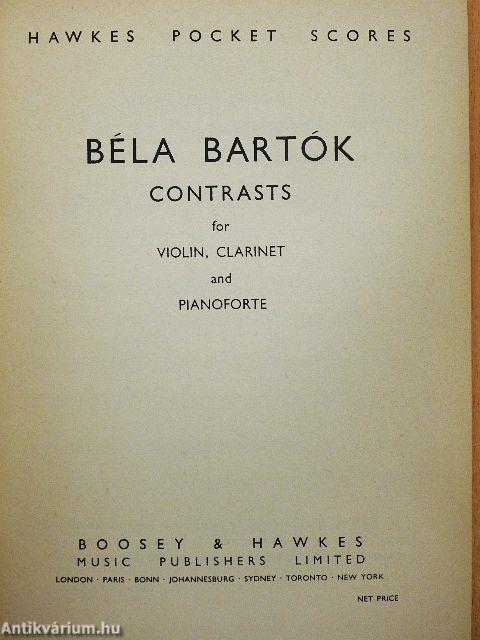 HAWKES POCKET SCORES
BÉLA BARTÓK
CONTRASTS
for
VIOLIN, CLARINET
and
PIANOFORTE
BOOSEY & HAWKES
MUSIC PUBLISHERS LIMITED
LONDON · PARIS · BONN · JOHANNESBURG · SYDNEY · TORONTO · NEW YORK
NET PRICE
Antikvárium.hu